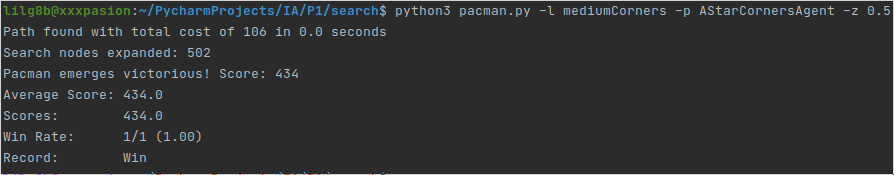 lilg8b@xxxpasion:~/PycharmProjects/IA/P1/search$ python3 pacman.py -l mediumCorners -p AStarCornersAgent -z 0.5
Path found with total cost of 106 in 0.0 seconds
Search nodes expanded: 502
Pacman emerges victorious! Score: 434
Average Score: 434.0
Scores:        434.0
Win Rate:      1/1 (1.00)
Record:        Win